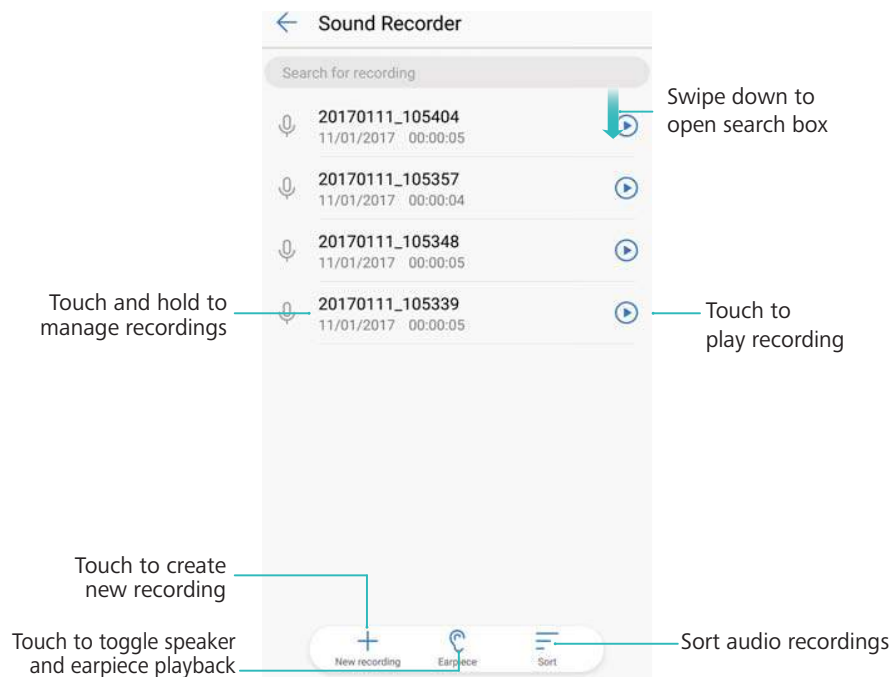 Sound Recorder
Search for recording
Swipe down to
open search box
20170111_105404
11/01/2017 00:00:05
20170111_105357
11/01/2017 00:00:04
20170111_105348
11/01/2017 00:00:05
Touch and hold to
manage recordings
20170111_105339
11/01/2017 00:00:05
Touch to
play recording
Touch to create
new recording
Touch to toggle speaker
and earpiece playback
New recording
Earpiece
Sort
Sort audio recordings